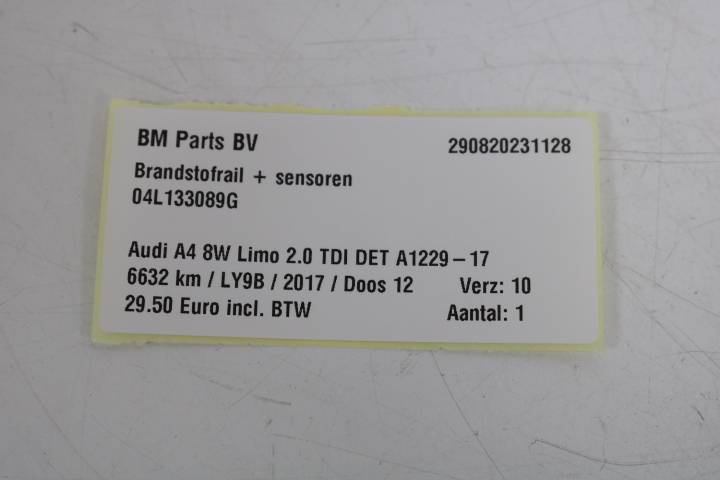 BM Parts BV 290820231128
Brandstofrail + sensoren
04L133089G
Audi A4 8W Limo 2.0 TDI DET A1229-17
6632 km / LY9B / 2017 / Doos 12 Verz: 10
29.50 Euro incl. BTW Aantal: 1